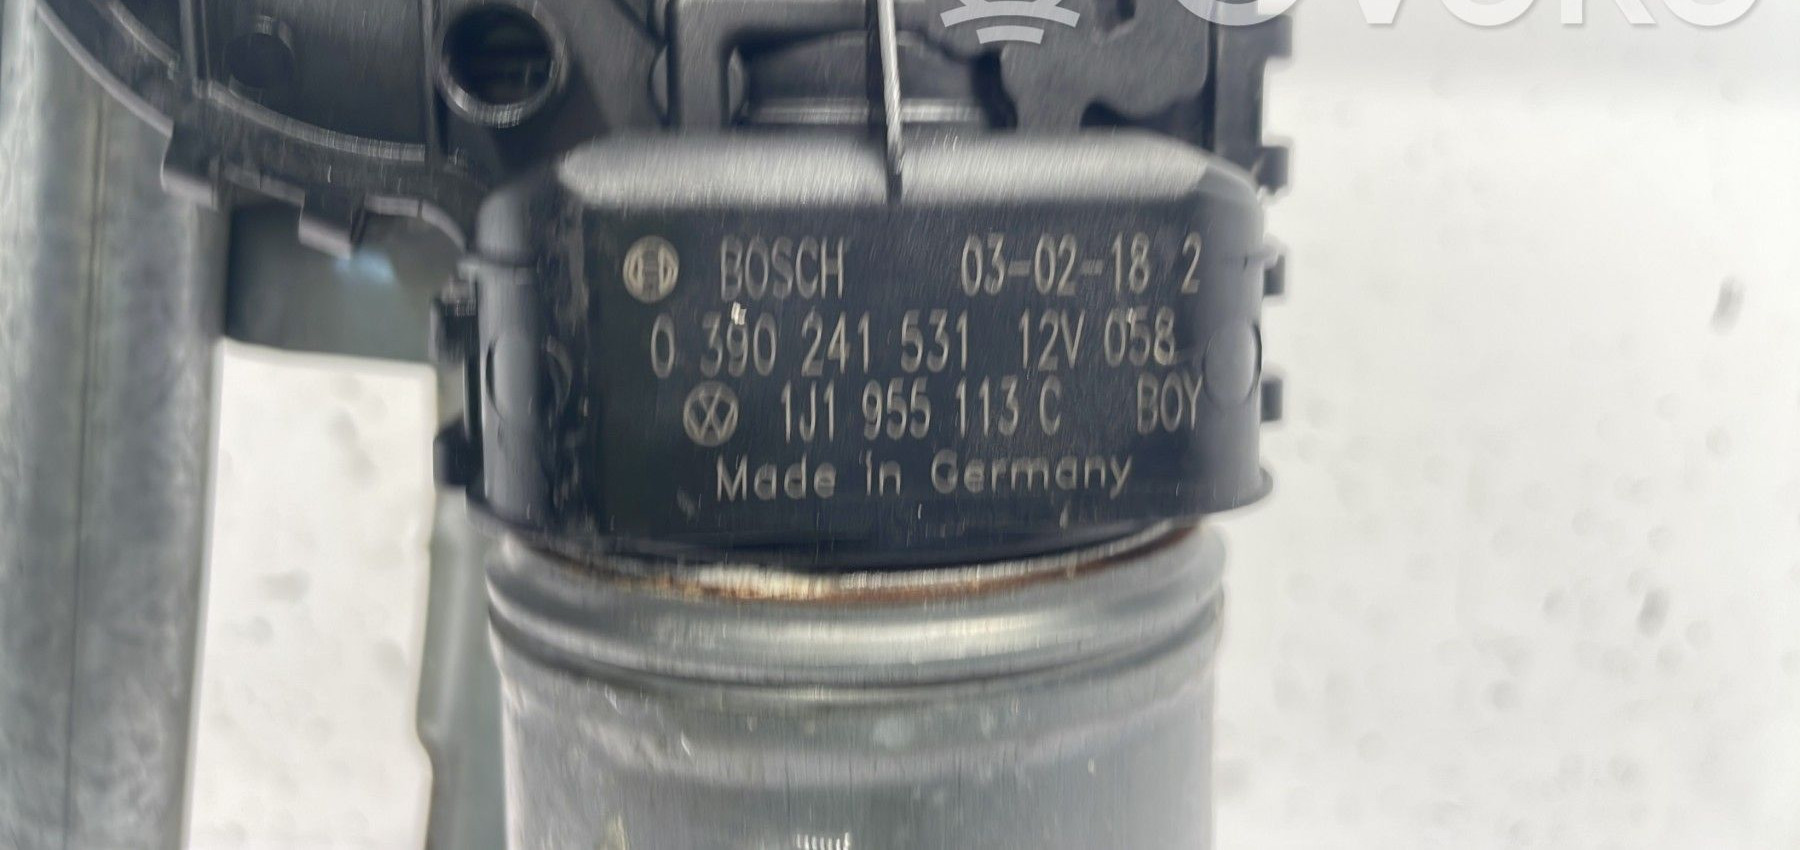 BOSCH 03-02-18 2
0 390 241 531 12V 058
1J1 955 113 C BOY
Made in Germany